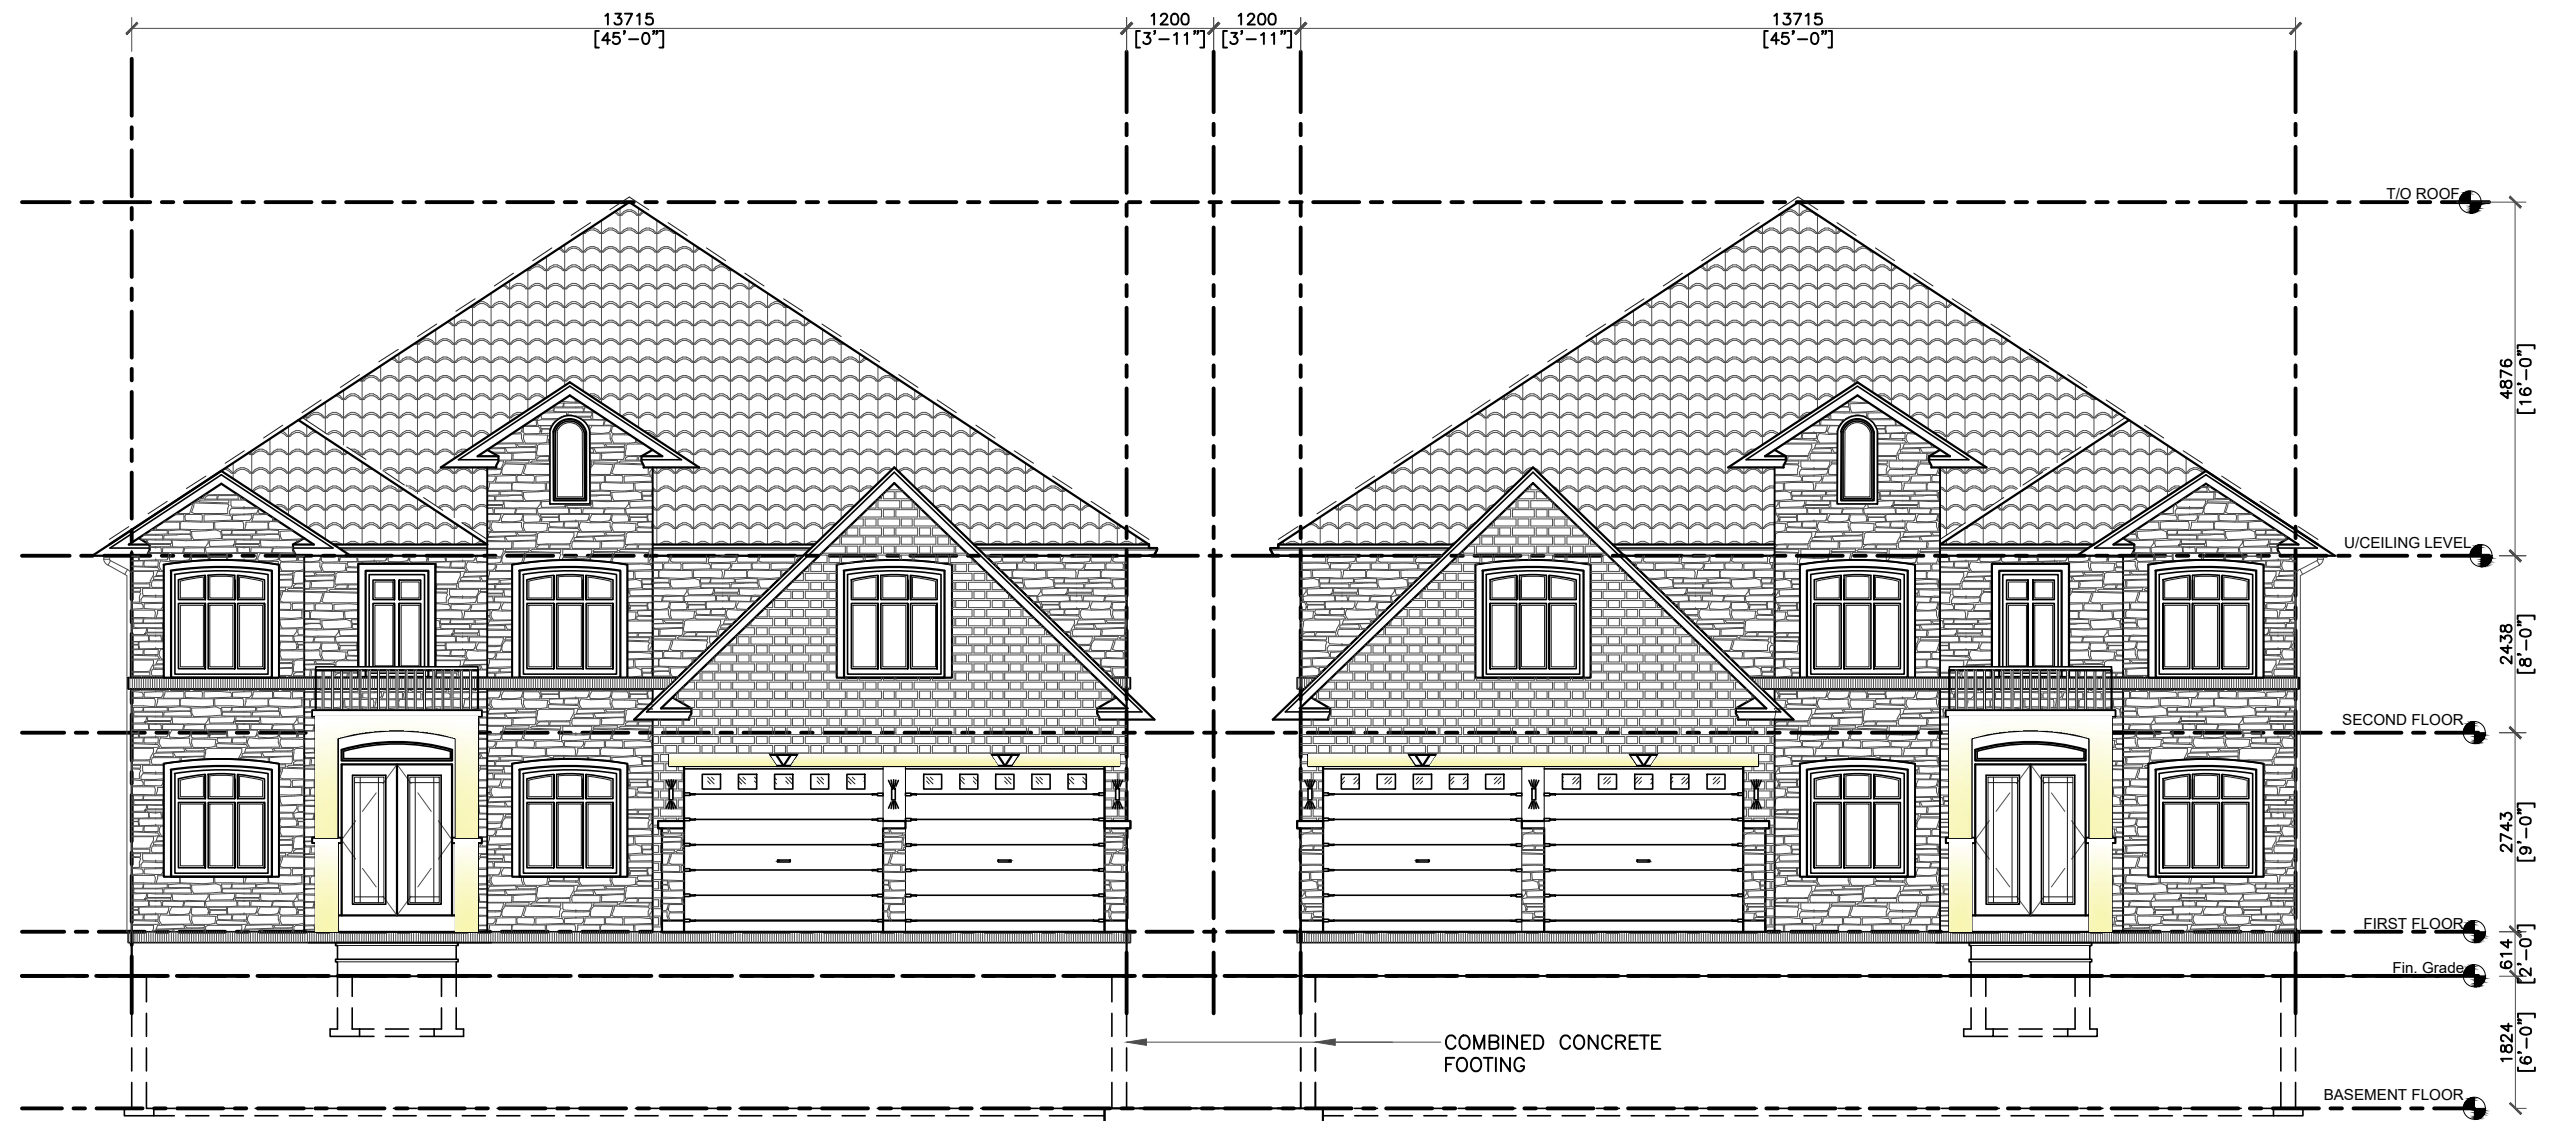 13715
[45'-0"]
1200
[3'-11"]
1200
[3'-11"]
13715
[45'-0"]
T/O ROOF
4876
[16'-0"]
U/CEILING LEVEL
2438
[8'-0"]
SECOND FLOOR
2743
[9'-0"]
FIRST FLOOR
614
[2'-0"]
Fin. Grade
COMBINED CONCRETE
FOOTING
1824
[6'-0"]
BASEMENT FLOOR